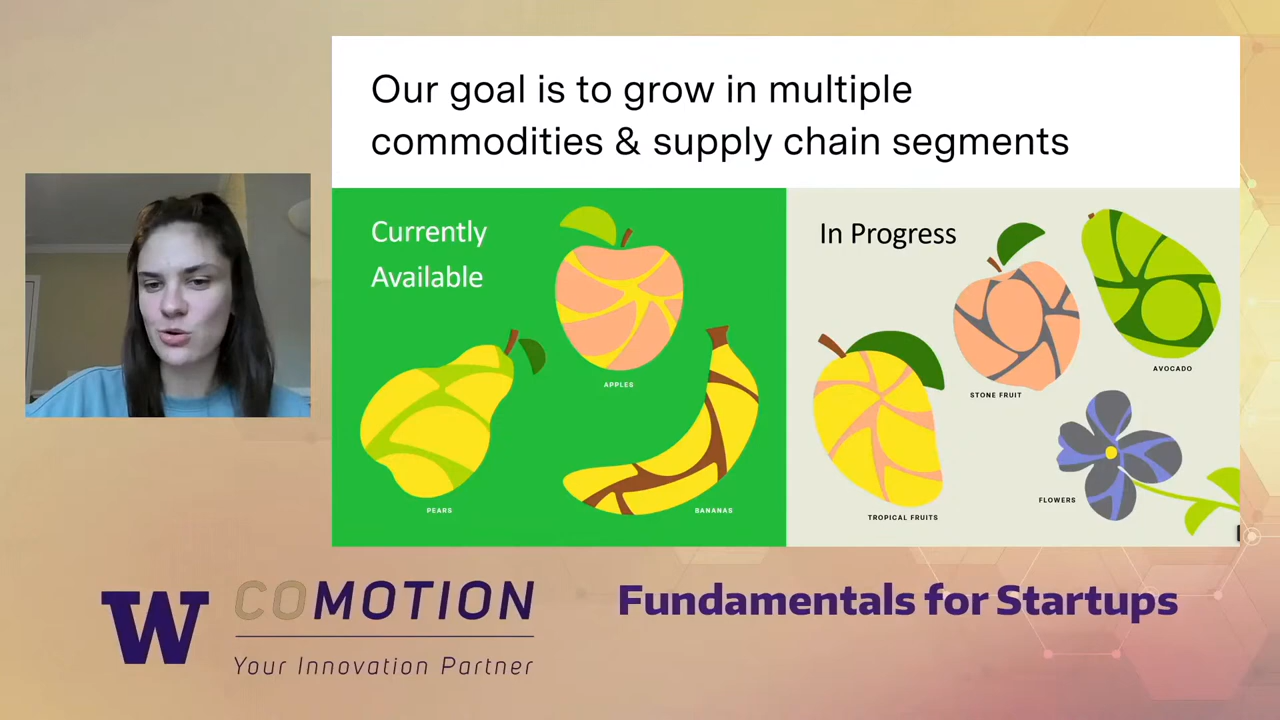 Our goal is to grow in multiple
commodities & supply chain segments
Currently
Available
APPLES
PEARS
BANANAS
In Progress
AVOCADO
STONE FRUIT
FLOWERS
TROPICAL FRUITS
W COMOTION
Your Innovation Partner
Fundamentals for Startups